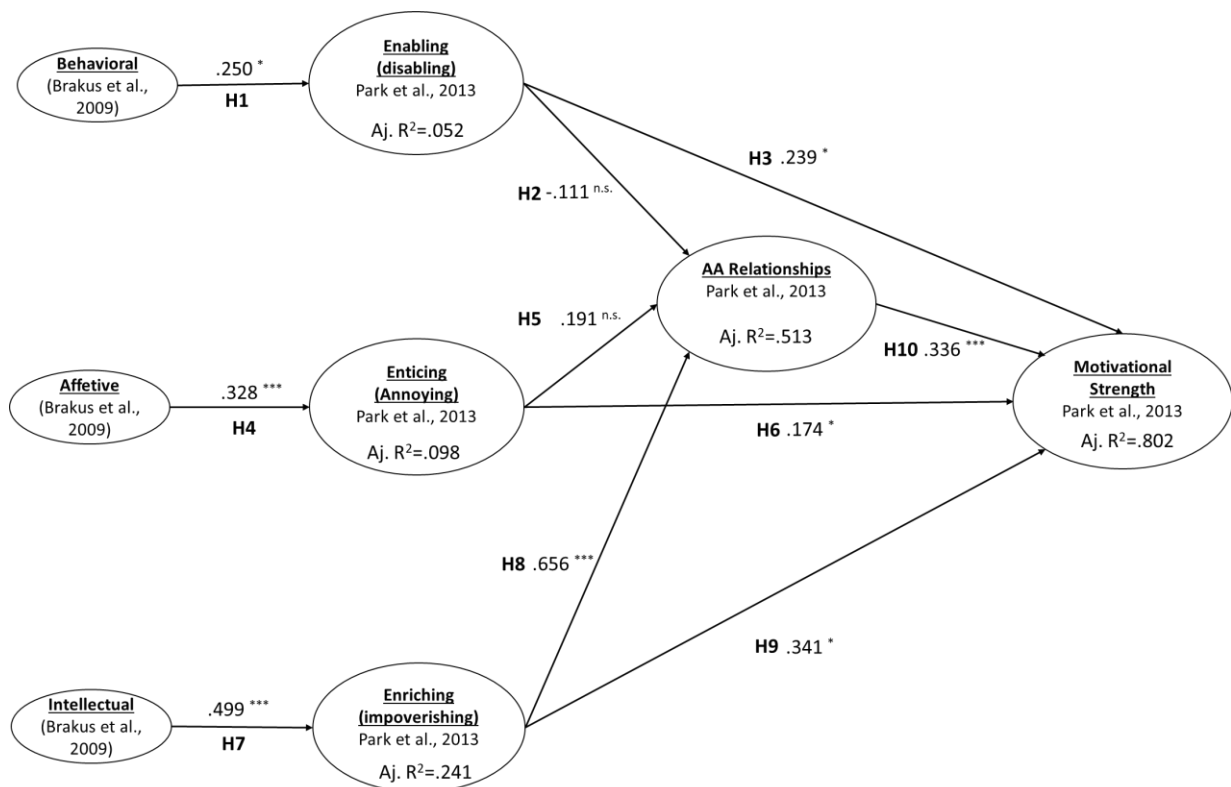 Behavioral
(Brakus et al.,
2009)
.250 *
H1
Enabling
(disabling)
Park et al., 2013
Aj. R²=.052
H3 .239 *
H2 -.111 n.s.
AA Relationships
Park et al., 2013
Aj. R²=.513
H5 .191 n.s.
H10 .336 ***
Affetive
(Brakus et al.,
2009)
.328 ***
H4
Enticing
(Annoying)
Park et al., 2013
Aj. R²=.098
H6 .174 *
Motivational
Strength
Park et al., 2013
Aj. R²=.802
H8 .656 ***
H9 .341 *
Intellectual
(Brakus et al.,
2009)
.499 ***
H7
Enriching
(impoverishing)
Park et al., 2013
Aj. R²=.241